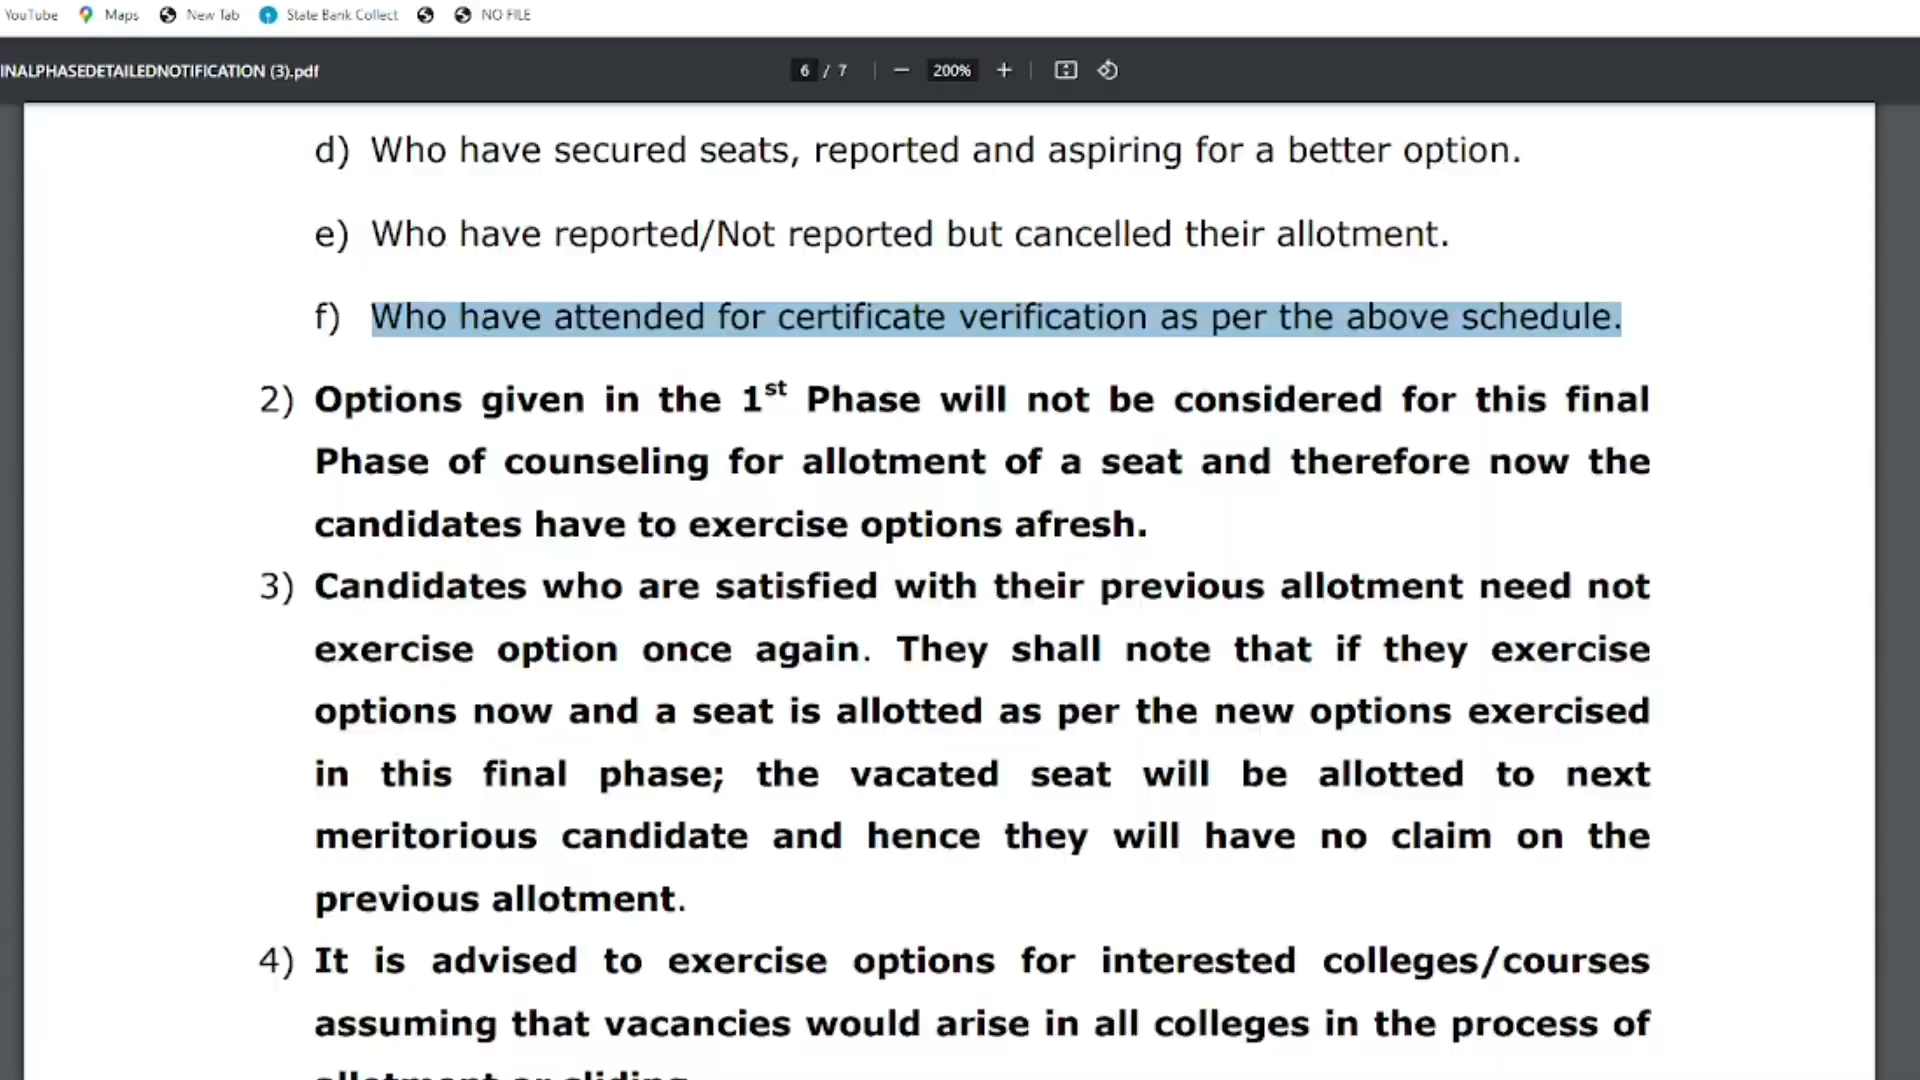 YouTube Maps New Tab State Bank Collect NO FILE
INALPHASEDETAILEDNOTIFICATION (3).pdf 6 / 7 — 200% +
d) Who have secured seats, reported and aspiring for a better option.
e) Who have reported/Not reported but cancelled their allotment.
f) Who have attended for certificate verification as per the above schedule.
2) Options given in the 1st Phase will not be considered for this final
Phase of counseling for allotment of a seat and therefore now the
candidates have to exercise options afresh.
3) Candidates who are satisfied with their previous allotment need not
exercise option once again. They shall note that if they exercise
options now and a seat is allotted as per the new options exercised
in this final phase; the vacated seat will be allotted to next
meritorious candidate and hence they will have no claim on the
previous allotment.
4) It is advised to exercise options for interested colleges/courses
assuming that vacancies would arise in all colleges in the process of
allotment or sliding.